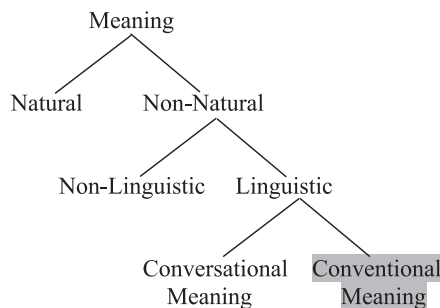 Meaning
Natural Non-Natural
Non-Linguistic Linguistic
Conversational Conventional
Meaning Meaning